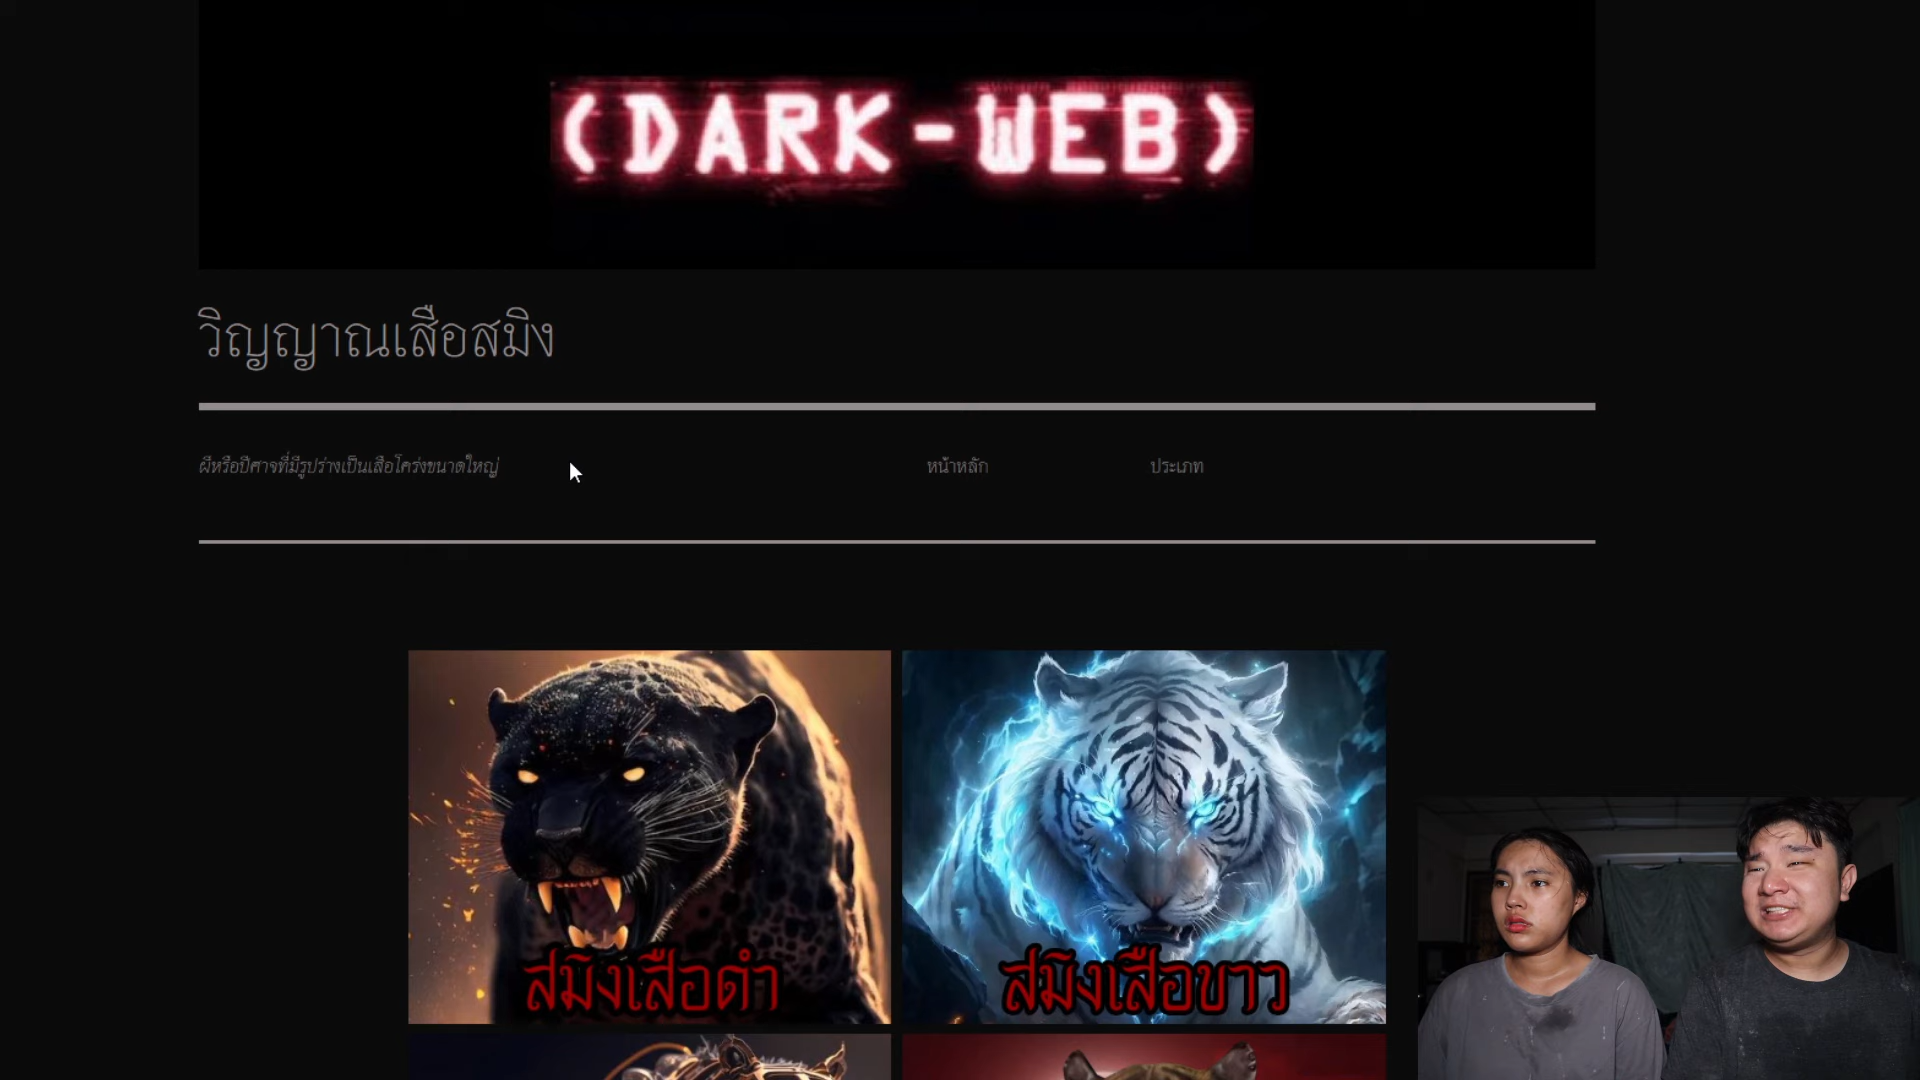 (DARK-WEB)
วิญญาณเสือสมิง
ผีหรือปีศาจที่มีรูปร่างเป็นเสือโคร่งขนาดใหญ่
หน้าหลัก
ประเภท
สมิงเสือดำ
สมิงเสือขาว